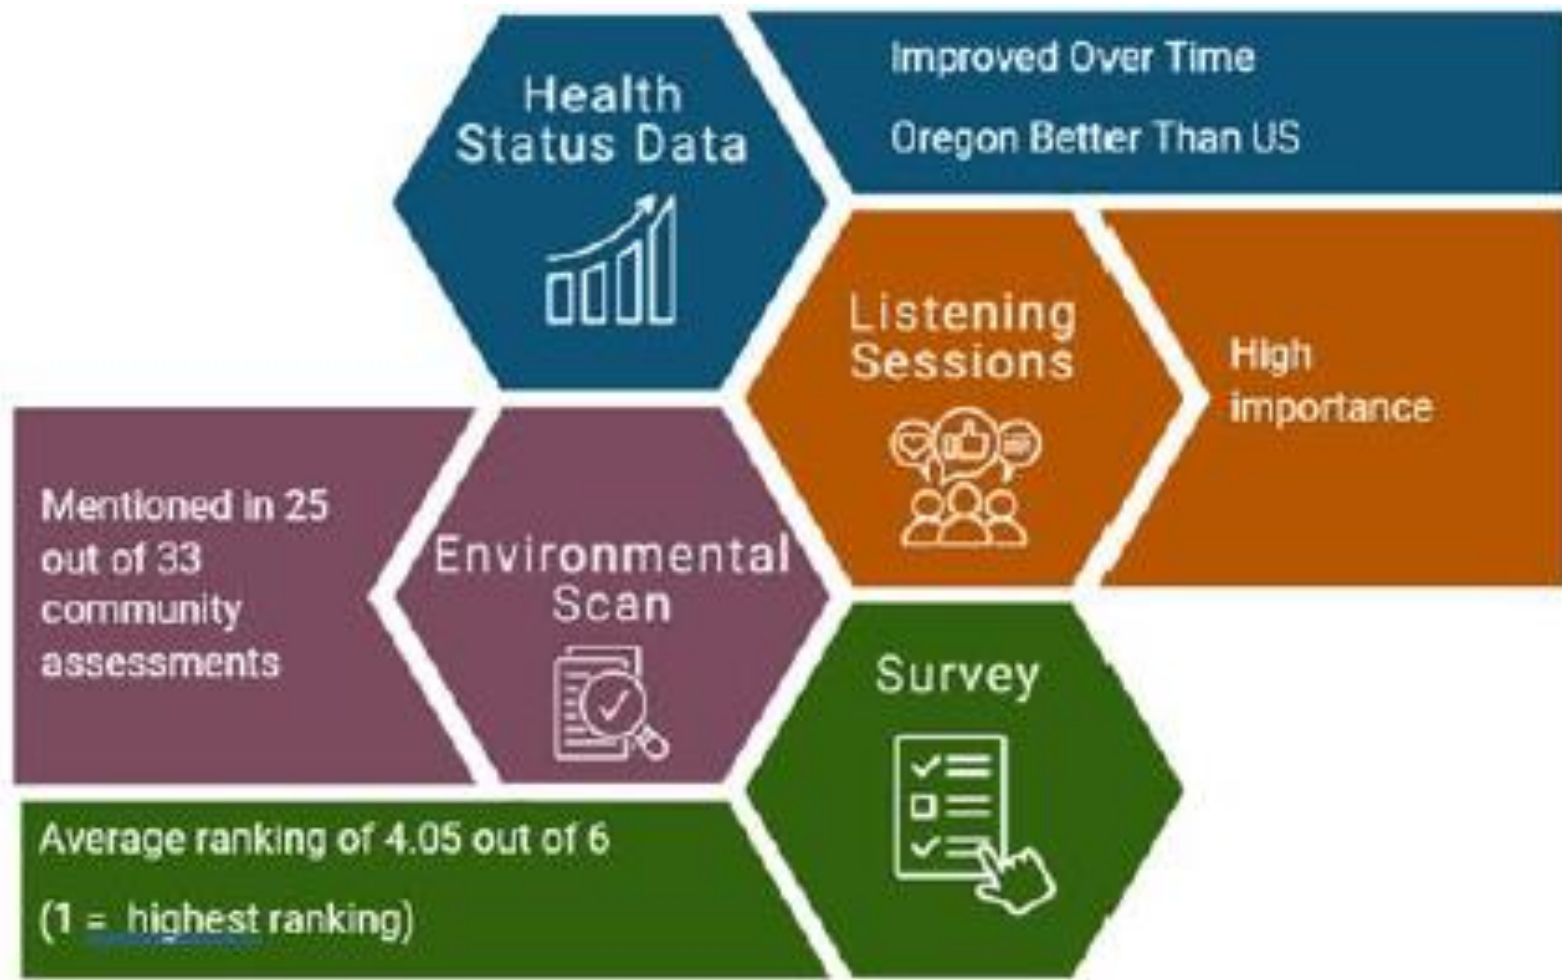 Health
Status Data
Improved Over Time
Oregon Better Than US
Listening
Sessions
High
importance
Mentioned in 25
out of 33
community
assessments
Environmental
Scan
Survey
Average ranking of 4.05 out of 6
(1 = highest ranking)